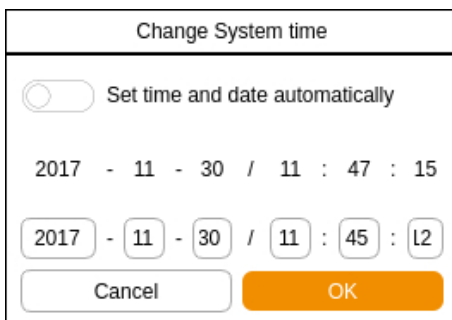 Change System time
Set time and date automatically
2017 - 11 - 30 / 11 : 47 : 15
2017 - 11 - 30 / 11 : 45 : 12
Cancel OK